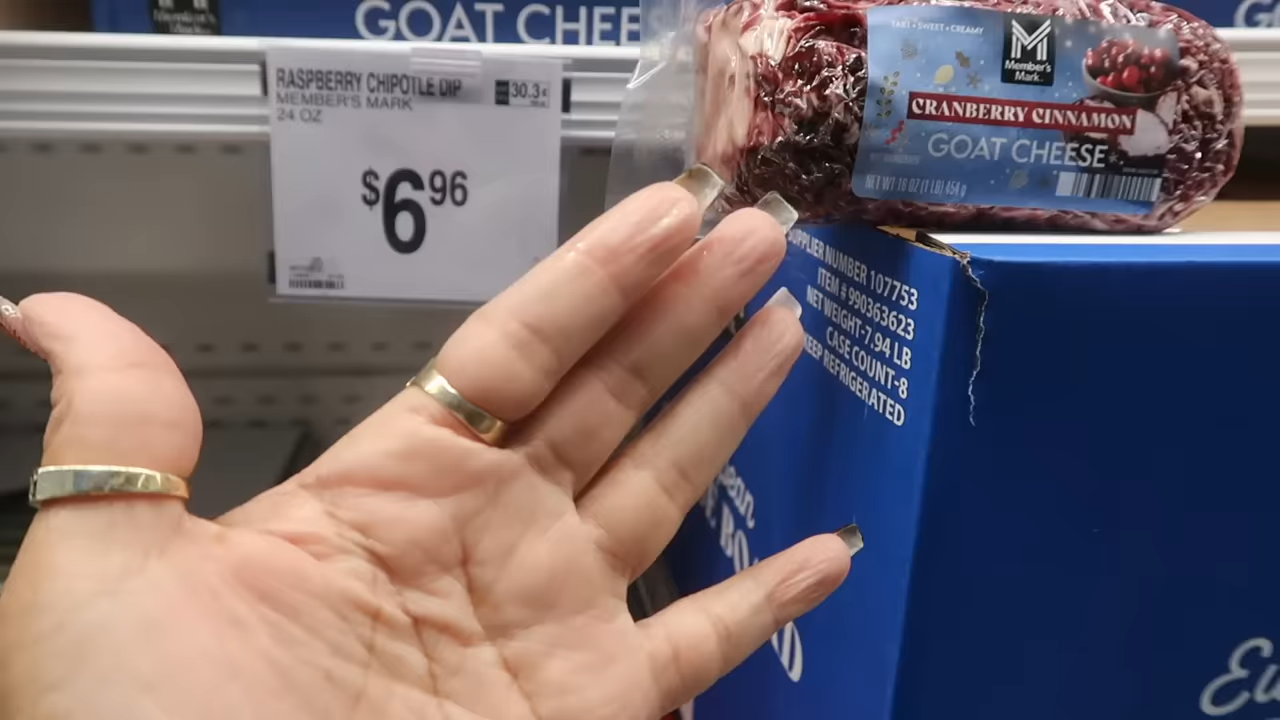 GOAT CHEE
Member's Mark
RASPBERRY CHIPOTLE DIP
MEMBER'S MARK
24 OZ
30.3¢
$6.96
TART • SWEET • CREAMY
M
Member's
Mark
CRANBERRY CINNAMON
GOAT CHEESE
NET WT 16 OZ (1 LB) 454 g
SUPPLIER NUMBER 107753
ITEM # 990363623
NET WEIGHT-7.94 LB
CASE COUNT-8
KEEP REFRIGERATED